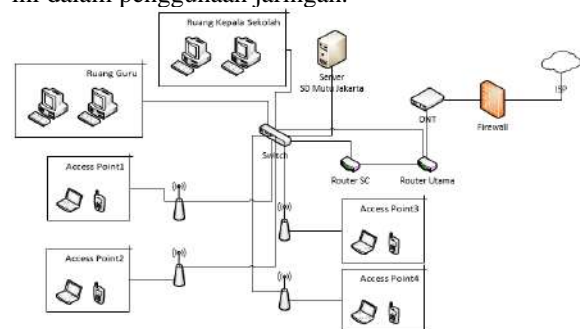 ini dalam penggunaan jaringan.
Ruang Kepala Sekolah
Ruang Guru
Server
SD Mutu Jakarta
ISP
ONT
Firewall
Switch
Router SC
Router Utama
Access Point1
Access Point2
Access Point3
Access Point4